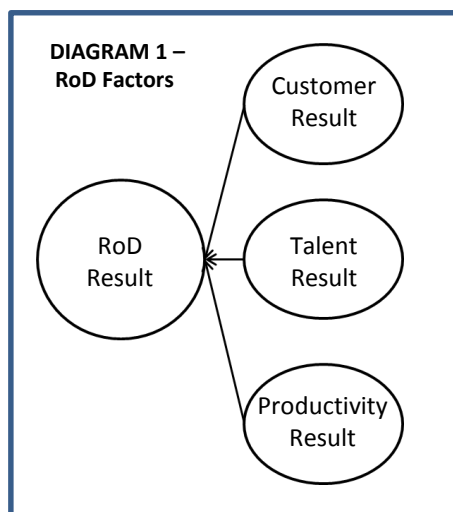 DIAGRAM 1 –
RoD Factors
Customer
Result
RoD
Result
Talent
Result
Productivity
Result